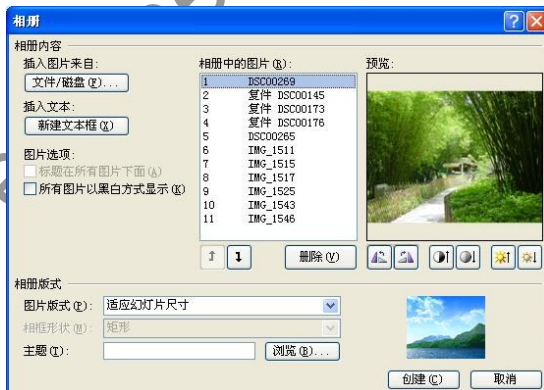 相册
相册内容
插入图片来自:
文件/磁盘(F)...
插入文本:
新建文本框(X)
图片选项:
标题在所有图片下面(A)
所有图片以黑白方式显示(K)
相册中的图片(R):
1 DSC00269
2 复件 DSC00145
3 复件 DSC00173
4 复件 DSC00176
5 DSC00265
6 IMG_1511
7 IMG_1515
8 IMG_1517
9 IMG_1525
10 IMG_1543
11 IMG_1546
删除(V)
预览:
相册版式
图片版式(P): 适应幻灯片尺寸
相框形状(M): 矩形
主题(T):
浏览(B)...
创建(C)
取消